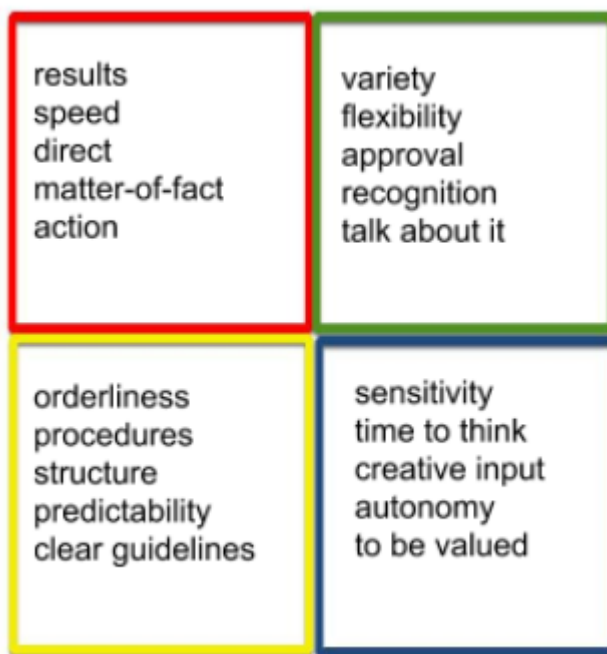 results
speed
direct
matter-of-fact
action
variety
flexibility
approval
recognition
talk about it
orderliness
procedures
structure
predictability
clear guidelines
sensitivity
time to think
creative input
autonomy
to be valued